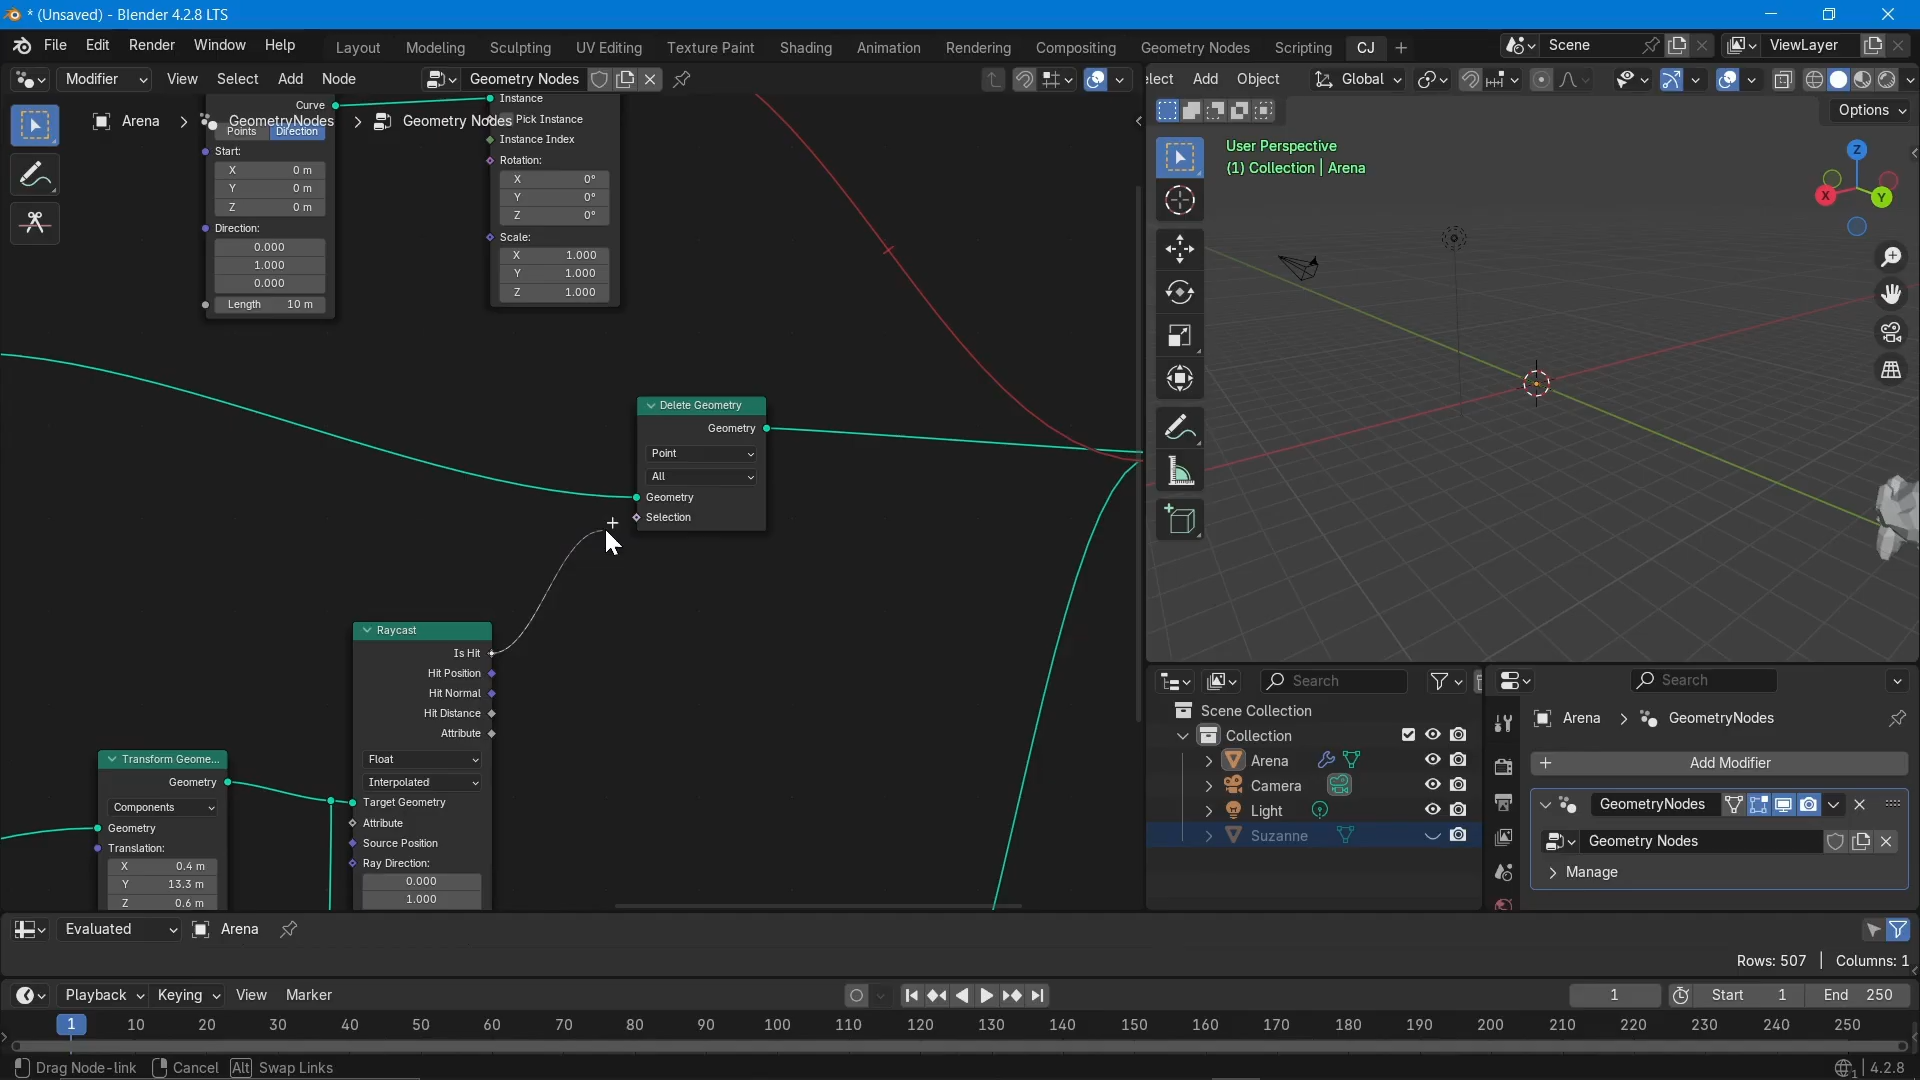 * (Unsaved) - Blender 4.2.8 LTS
File Edit Render Window Help
Layout Modeling Sculpting UV Editing Texture Paint Shading Animation Rendering Compositing Geometry Nodes Scripting CJ
Scene
ViewLayer
Modifier View Select Add Node
Geometry Nodes
lect Add Object
Global
Options
Arena > GeometryNodes > Geometry Nodes
Curve
Points Direction
Start:
X 0 m
Y 0 m
Z 0 m
Direction:
0.000
1.000
0.000
Length 10 m
Instance
Pick Instance
Instance Index
Rotation:
X 0°
Y 0°
Z 0°
Scale:
X 1.000
Y 1.000
Z 1.000
Delete Geometry
Geometry
Point
All
Geometry
Selection
Raycast
Is Hit
Hit Position
Hit Normal
Hit Distance
Attribute
Float
Interpolated
Target Geometry
Attribute
Source Position
Ray Direction:
0.000
1.000
Transform Geome...
Geometry
Components
Geometry
Translation:
X 0.4 m
Y 13.3 m
Z 0.6 m
User Perspective
(1) Collection | Arena
Z
X
Y
Search
Scene Collection
Collection
Arena
Camera
Light
Suzanne
Search
Arena > GeometryNodes
Add Modifier
GeometryNodes
Geometry Nodes
Manage
Evaluated Arena
Rows: 507 | Columns: 1
Playback Keying View Marker
1
Start 1
End 250
1 10 20 30 40 50 60 70 80 90 100 110 120 130 140 150 160 170 180 190 200 210 220 230 240 250
Drag Node-link Cancel Alt Swap Links
1 4.2.8